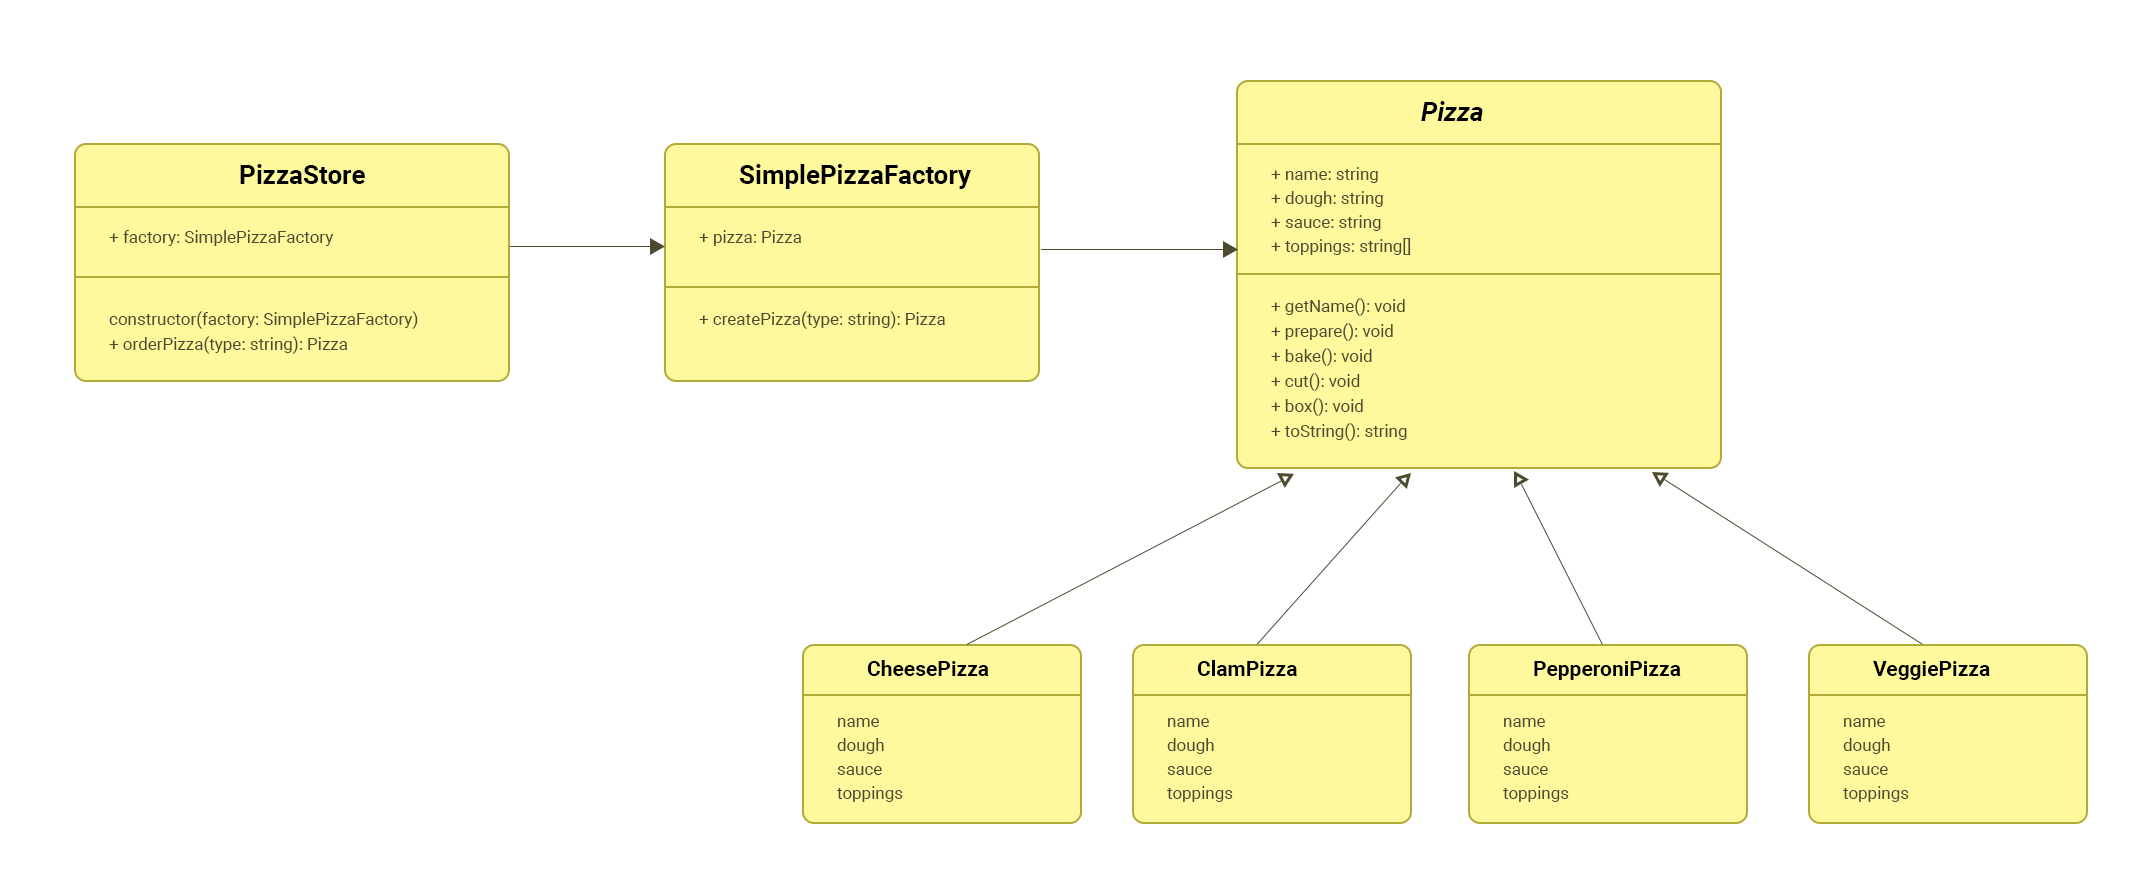 PizzaStore
+ factory: SimplePizzaFactory
constructor(factory: SimplePizzaFactory)
+ orderPizza(type: string): Pizza
SimplePizzaFactory
+ pizza: Pizza
+ createPizza(type: string): Pizza
Pizza
+ name: string
+ dough: string
+ sauce: string
+ toppings: string[]
+ getName(): void
+ prepare(): void
+ bake(): void
+ cut(): void
+ box(): void
+ toString(): string
CheesePizza
name
dough
sauce
toppings
ClamPizza
name
dough
sauce
toppings
PepperoniPizza
name
dough
sauce
toppings
VeggiePizza
name
dough
sauce
toppings